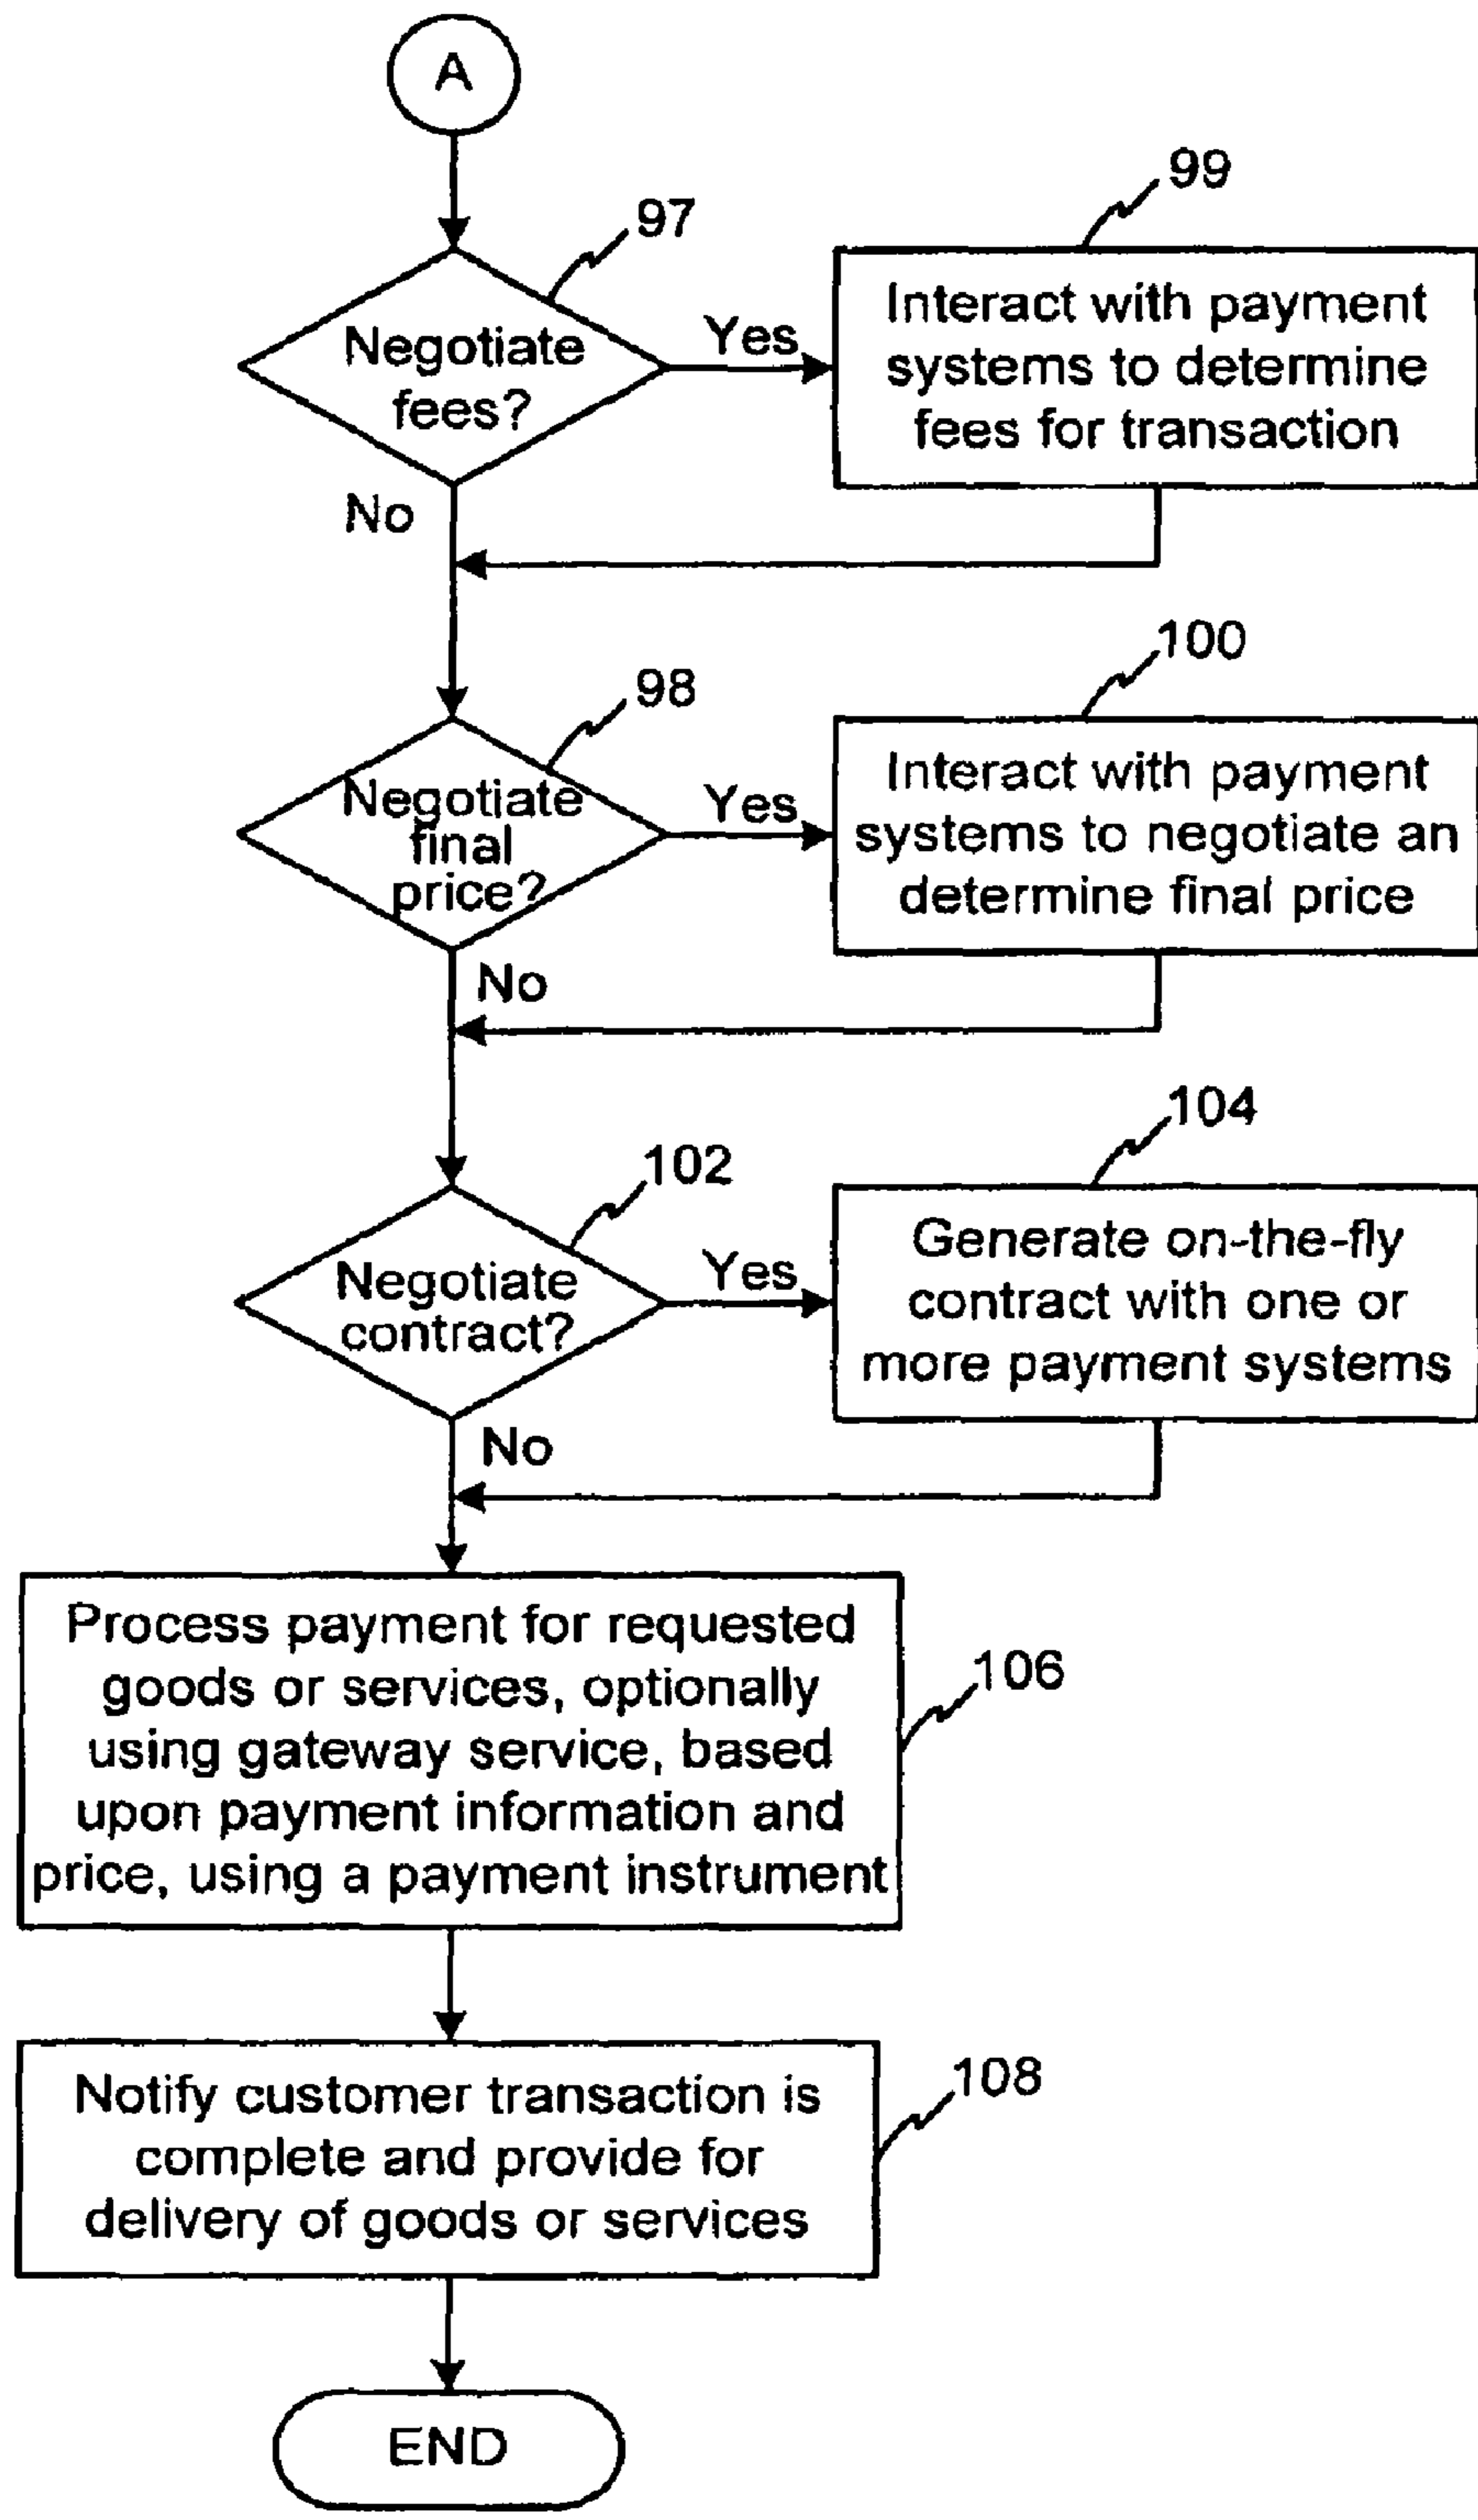 A
97
99
Negotiate
fees?
Yes
Interact with payment
systems to determine
fees for transaction
No
98
100
Negotiate
final
price?
Yes
Interact with payment
systems to negotiate an
determine final price
No
102
104
Negotiate
contract?
Yes
Generate on-the-fly
contract with one or
more payment systems
No
Process payment for requested
goods or services, optionally
using gateway service, based
upon payment information and
price, using a payment instrument
106
Notify customer transaction is
complete and provide for
delivery of goods or services
108
END